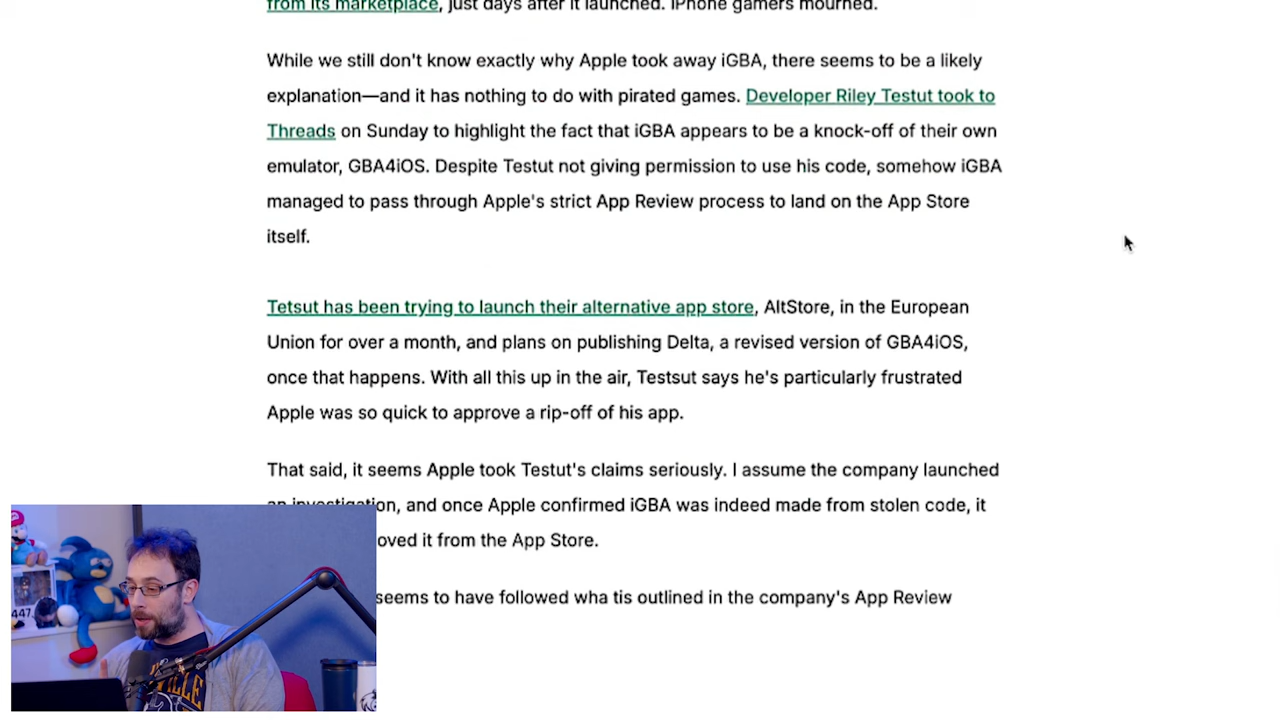 from its marketplace, just days after it launched. iPhone gamers mourned.
While we still don't know exactly why Apple took away iGBA, there seems to be a likely
explanation—and it has nothing to do with pirated games. Developer Riley Testut took to
Threads on Sunday to highlight the fact that iGBA appears to be a knock-off of their own
emulator, GBA4iOS. Despite Testut not giving permission to use his code, somehow iGBA
managed to pass through Apple's strict App Review process to land on the App Store
itself.
Tetsut has been trying to launch their alternative app store, AltStore, in the European
Union for over a month, and plans on publishing Delta, a revised version of GBA4iOS,
once that happens. With all this up in the air, Testsut says he's particularly frustrated
Apple was so quick to approve a rip-off of his app.
That said, it seems Apple took Testut's claims seriously. I assume the company launched
an investigation, and once Apple confirmed iGBA was indeed made from stolen code, it
oved it from the App Store.
seems to have followed wha tis outlined in the company's App Review
447